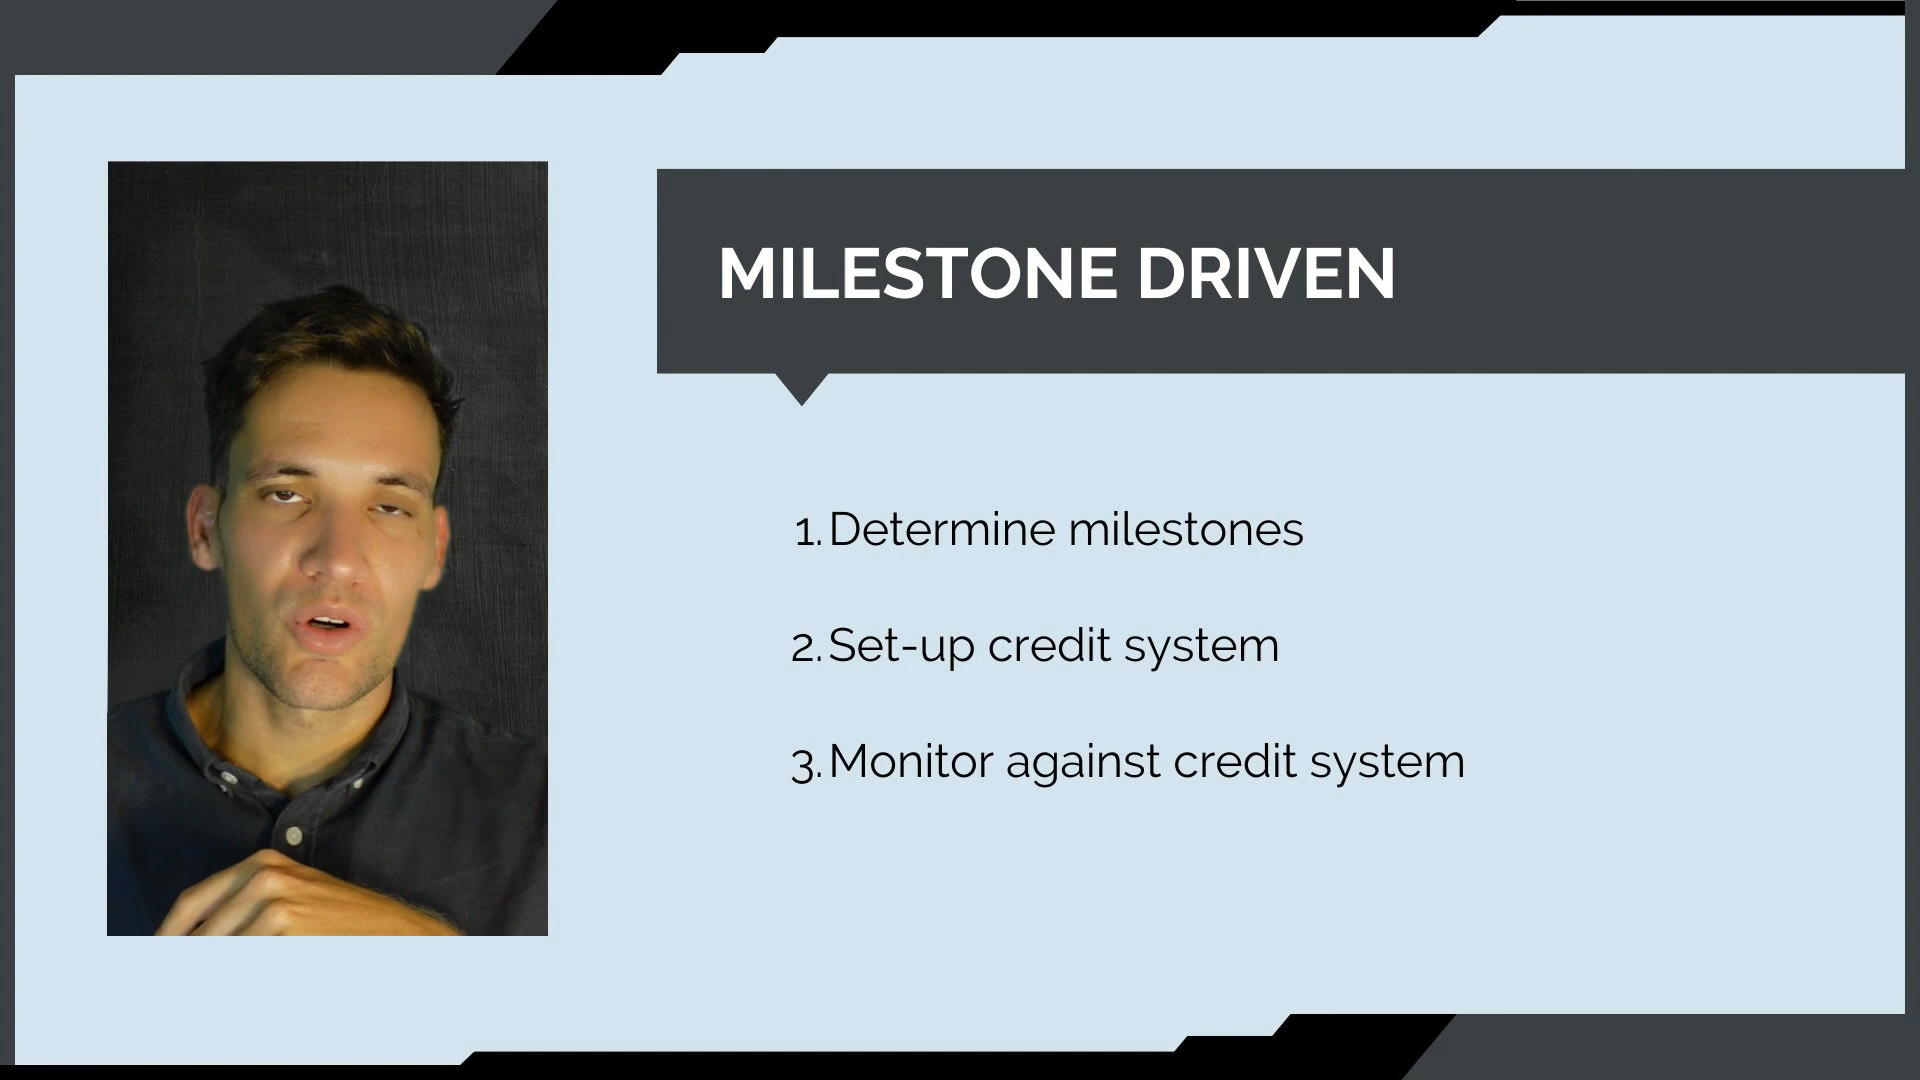 MILESTONE DRIVEN
1. Determine milestones
2. Set-up credit system
3. Monitor against credit system